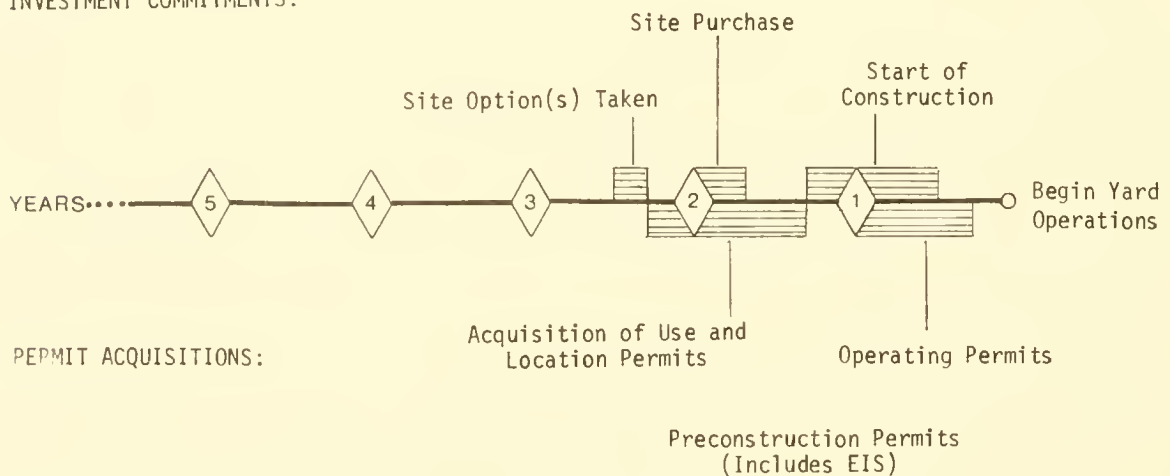 INVESTMENT COMMITMENTS:
Site Purchase
Start of
Construction
Site Option(s) Taken
YEARS
5
4
3
2
1
Begin Yard
Operations
Acquisition of Use and
Location Permits
Operating Permits
PERMIT ACQUISITIONS:
Preconstruction Permits
(Includes EIS)